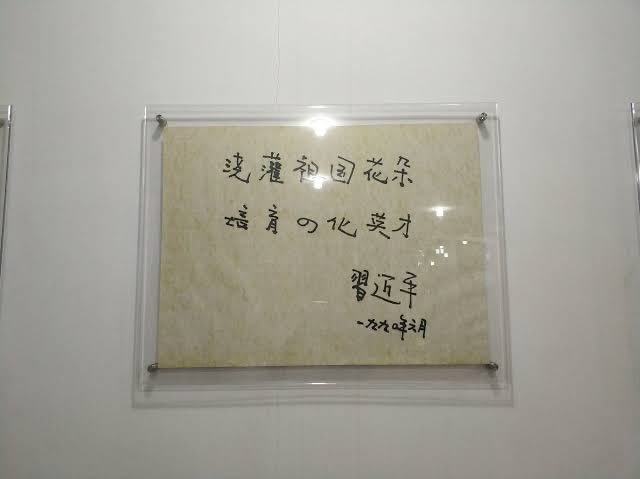 浇灌祖国花朵
培育四化英才
習近平
一九九〇年元月